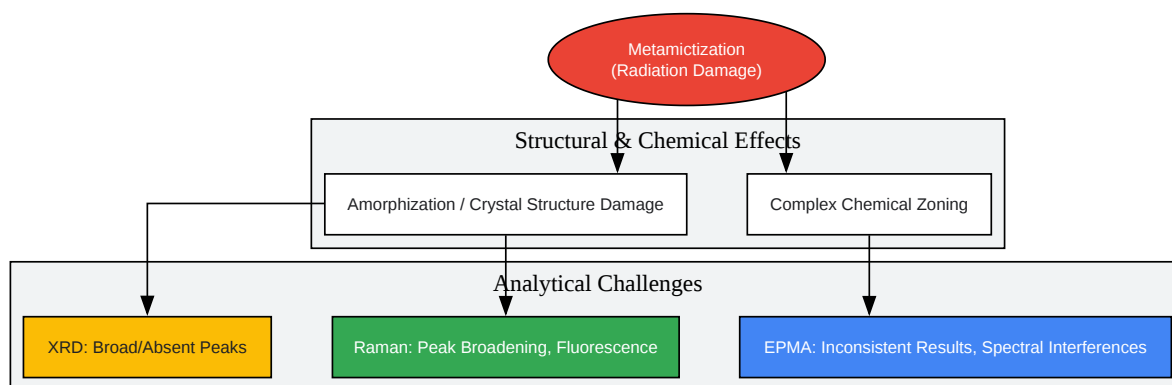 Metamictization
(Radiation Damage)
Structural & Chemical Effects
Amorphization / Crystal Structure Damage
Complex Chemical Zoning
Analytical Challenges
XRD: Broad/Absent Peaks
Raman: Peak Broadening, Fluorescence
EPMA: Inconsistent Results, Spectral Interferences